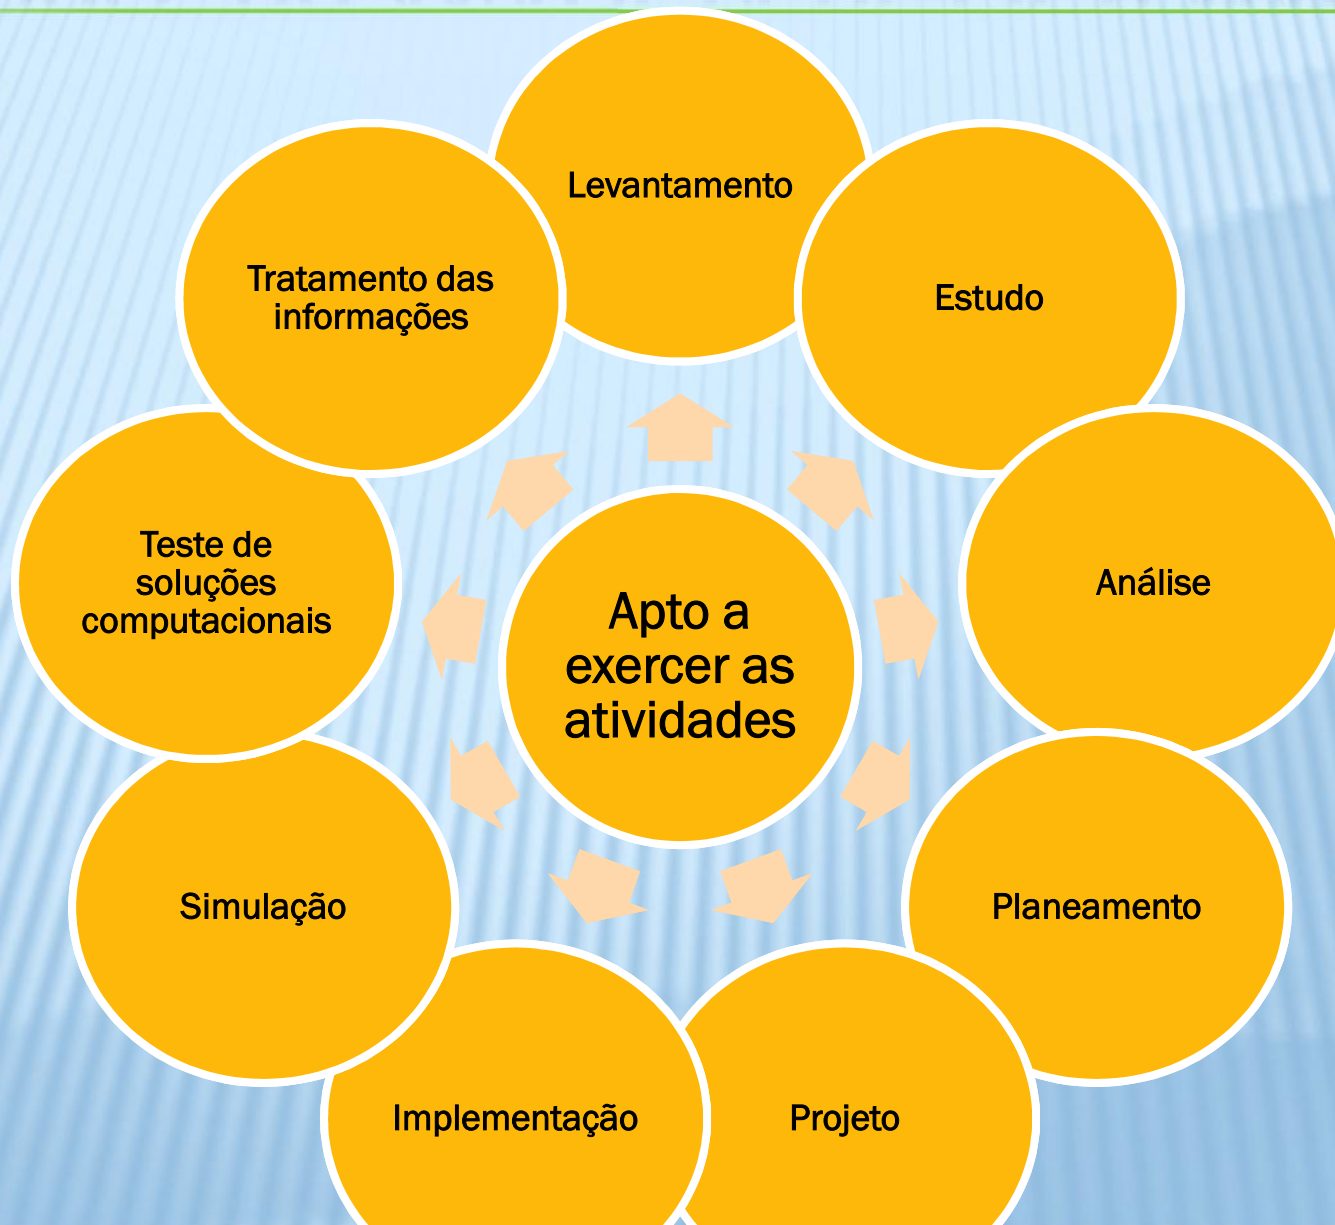 Levantamento
Estudo
Análise
Planeamento
Projeto
Implementação
Simulação
Teste de
soluções
computacionais
Tratamento das
informações
Apto a
exercer as
atividades